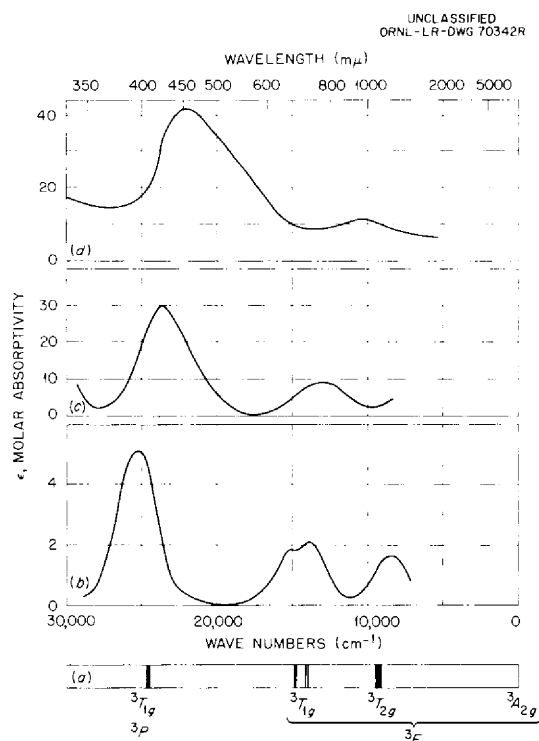 UNCLASSIFIED
ORNL-LR-DWG 70342R
WAVELENGTH (mμ)
350 400 450 500 600 800 1000 2000 5000
40
20
0
(d)
30
20
10
0
(c)
4
2
0
(b)
ϵ, MOLAR ABSORPTIVITY
30,000 20,000 10,000 0
WAVE NUMBERS (cm⁻¹)
(a)
³T₁g ³T₁g ³T₂g ³A₂g
³P ³F